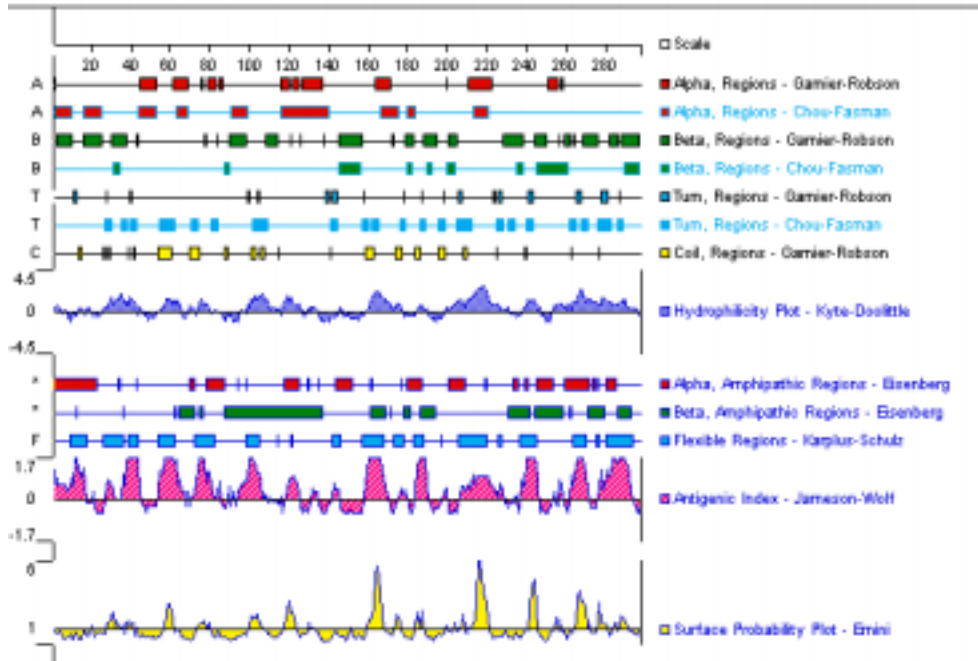 Scale
20 40 60 80 100 120 140 160 180 200 220 240 260 280
A Alpha, Regions - Garnier-Robson
A Alpha, Regions - Chou-Fasman
B Beta, Regions - Garnier-Robson
B Beta, Regions - Chou-Fasman
T Turn, Regions - Garnier-Robson
T Turn, Regions - Chou-Fasman
C Coil, Regions - Garnier-Robson
4.5
0 Hydrophilicity Plot - Kyte-Doolittle
-4.5
* Alpha, Amphipathic Regions - Eisenberg
* Beta, Amphipathic Regions - Eisenberg
F Flexible Regions - Karplus-Schulz
1.7
0 Antigenic Index - Jameson-Wolf
-1.7
6
1 Surface Probability Plot - Emini